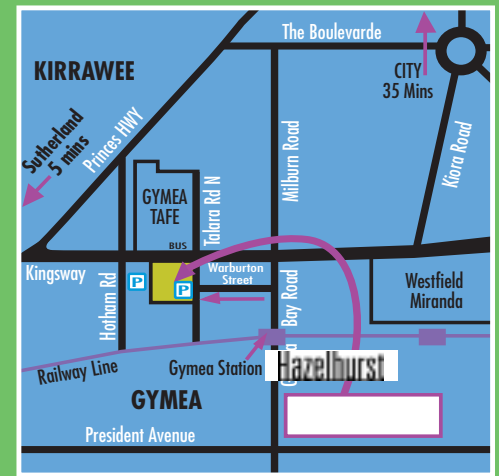 The Boulevarde
KIRRAWEE
CITY
35 Mins
Sutherland
5 mins
Princes HWY
Milburn Road
Kiora Road
GYMEA
TAFE
Talara Rd N
BUS
Kingsway
Warburton
Street
P
P
Hotham Rd
Bay Road
Westfield
Miranda
Railway Line
Gymea Station
Hazelhurst
GYMEA
President Avenue